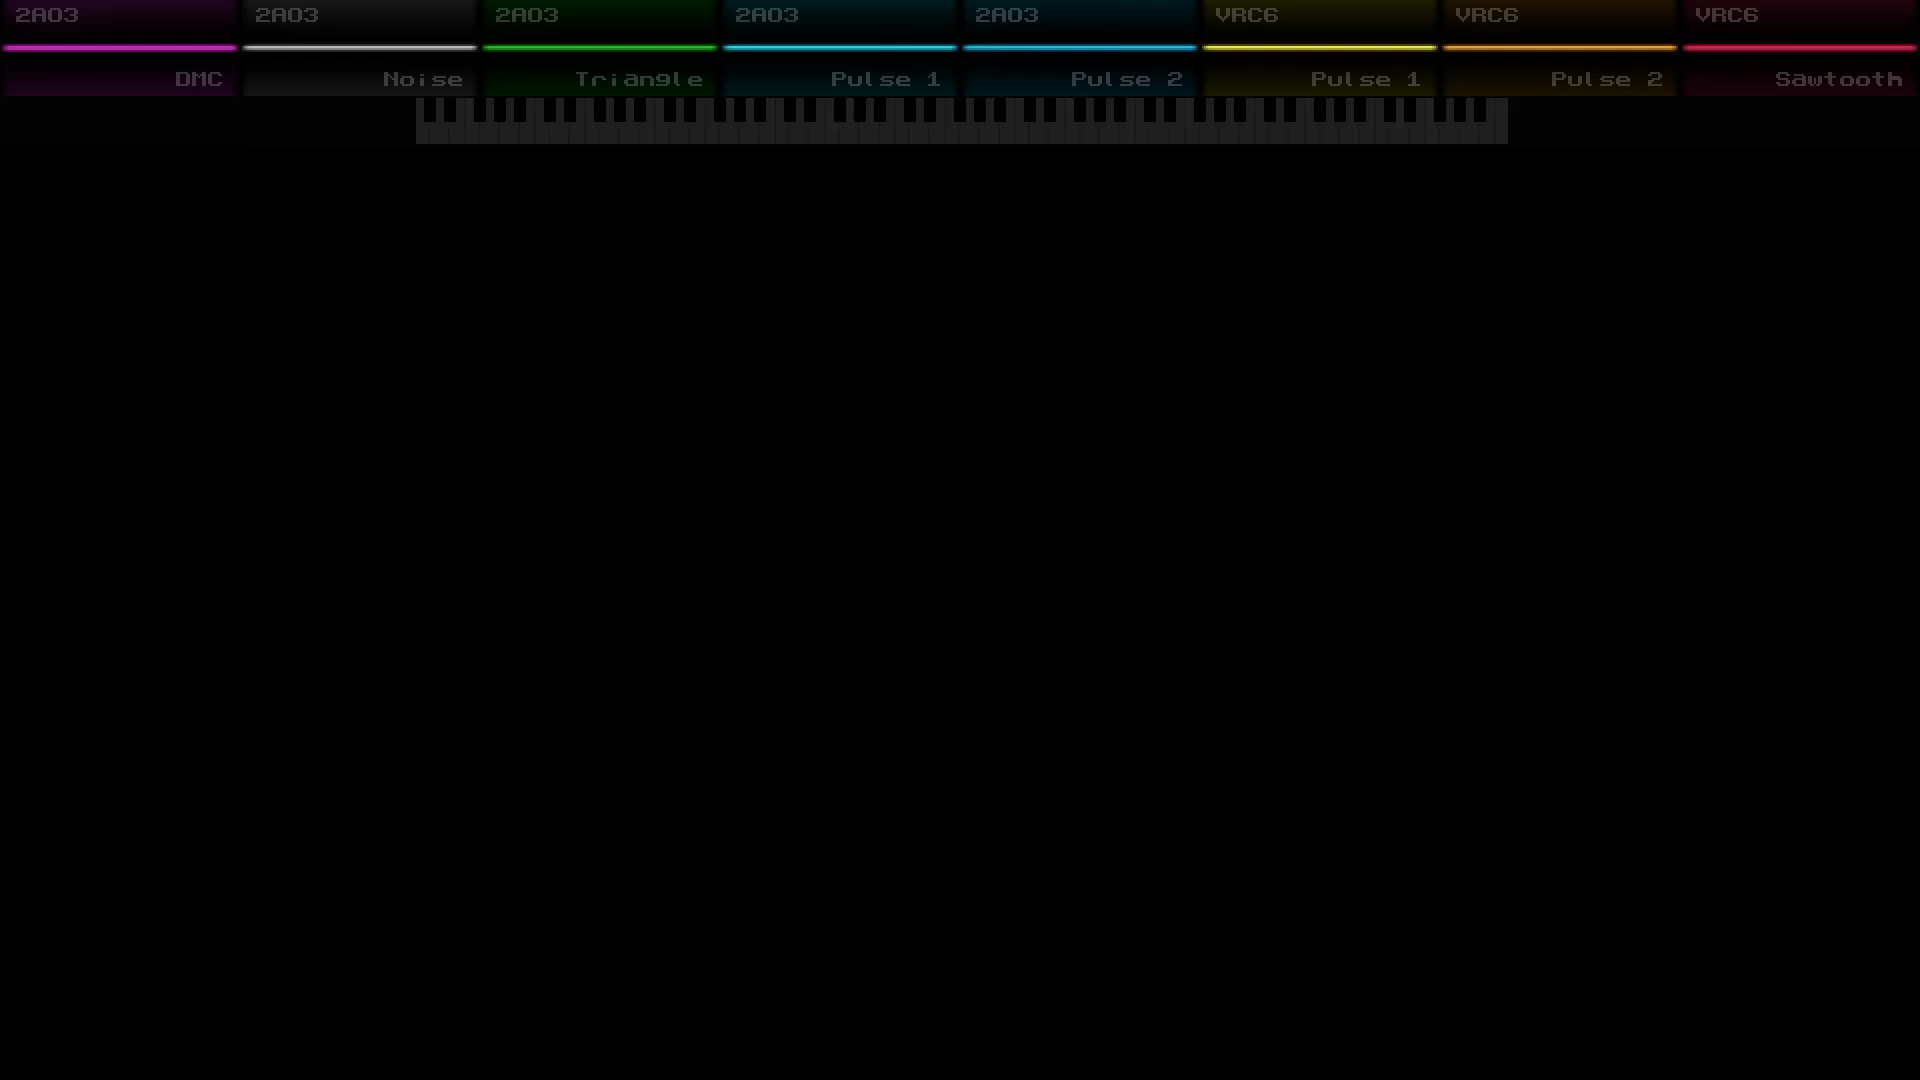 2A03 2A03 2A03 2A03 2A03 VRC6 VRC6 VRC6
DMC Noise Triangle Pulse 1 Pulse 2 Pulse 1 Pulse 2 Sawtooth